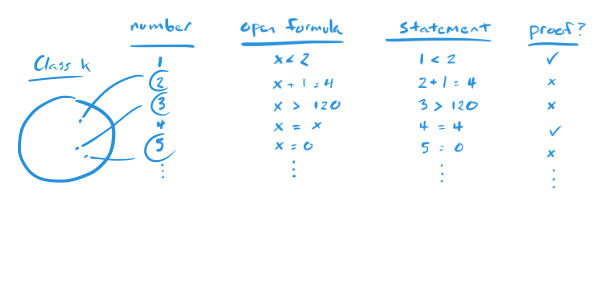 number open formula statement proof?
Class k
1 x < 2 1 < 2 ✓
2 x + 1 = 4 2 + 1 = 4 x
3 x > 120 3 > 120 x
4 x = x 4 = 4 ✓
5 x = 0 5 = 0 x
⋮ ⋮ ⋮ ⋮